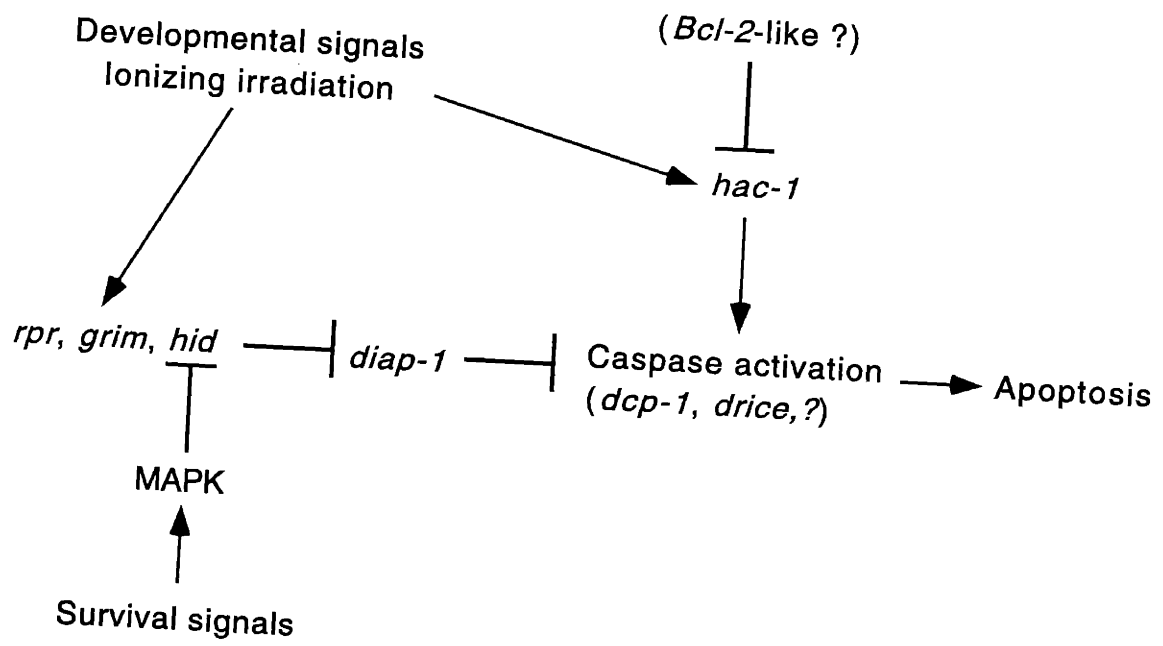 Developmental signals
Ionizing irradiation
(Bcl-2-like ?)
hac-1
rpr, grim, hid
diap-1
Caspase activation
(dcp-1, drice,?)
Apoptosis
MAPK
Survival signals